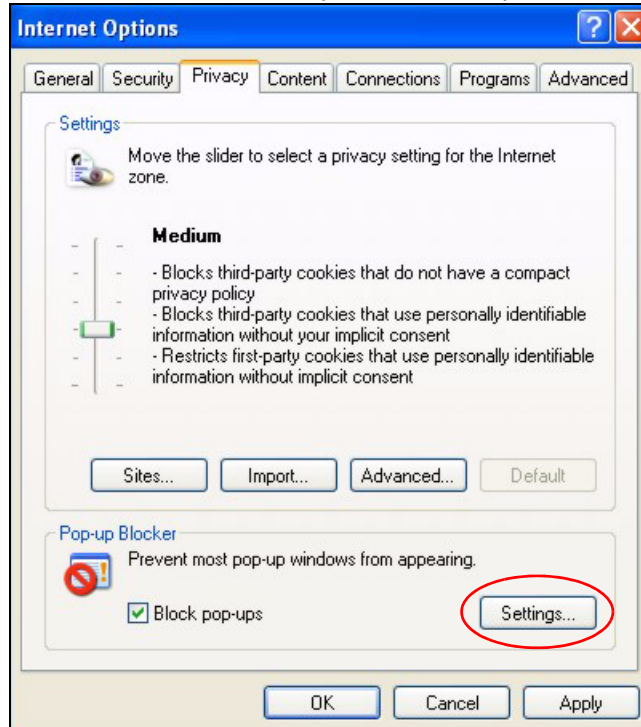 Internet Options
General Security Privacy Content Connections Programs Advanced
Settings
Move the slider to select a privacy setting for the Internet
zone.
Medium
- Blocks third-party cookies that do not have a compact
privacy policy
- Blocks third-party cookies that use personally identifiable
information without your implicit consent
- Restricts first-party cookies that use personally identifiable
information without implicit consent
Sites... Import... Advanced... Default
Pop-up Blocker
Prevent most pop-up windows from appearing.
Block pop-ups Settings...
OK Cancel Apply